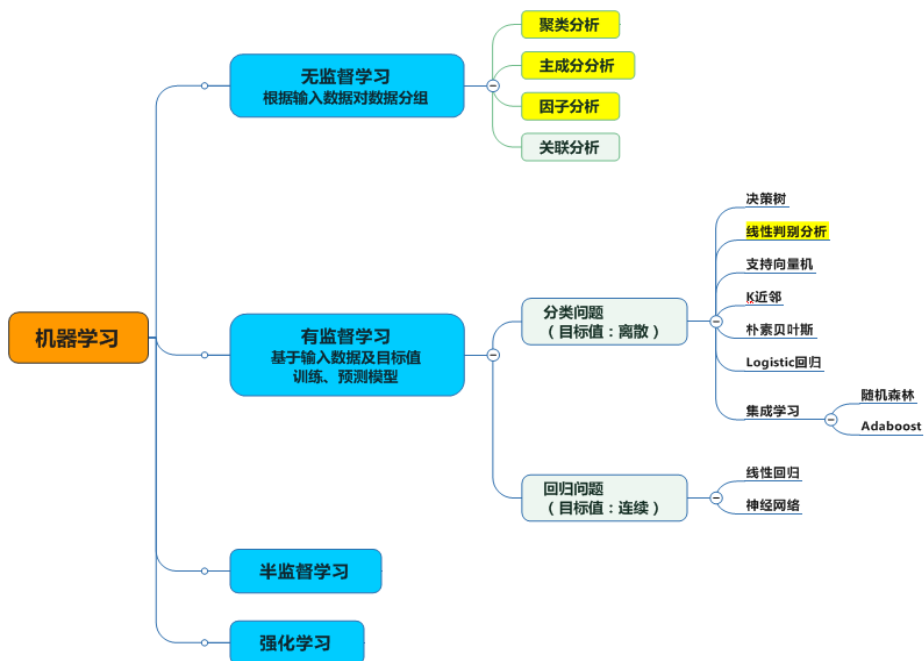 机器学习
无监督学习
根据输入数据对数据分组
聚类分析
主成分分析
因子分析
关联分析
有监督学习
基于输入数据及目标值
训练、预测模型
分类问题
（目标值：离散）
决策树
线性判别分析
支持向量机
K近邻
朴素贝叶斯
Logistic回归
集成学习
随机森林
Adaboost
回归问题
（目标值：连续）
线性回归
神经网络
半监督学习
强化学习